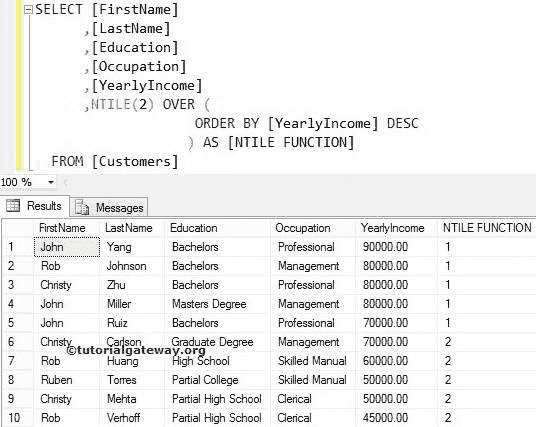 SELECT [FirstName]
,[LastName]
,[Education]
,[Occupation]
,[YearlyIncome]
,NTILE(2) OVER (
ORDER BY [YearlyIncome] DESC
) AS [NTILE FUNCTION]
FROM [Customers]
100 %
Results Messages
FirstName LastName Education Occupation YearlyIncome NTILE FUNCTION
1 John Yang Bachelors Professional 90000.00 1
2 Rob Johnson Bachelors Management 80000.00 1
3 Christy Zhu Bachelors Professional 80000.00 1
4 John Miller Masters Degree Management 80000.00 1
5 John Ruiz Bachelors Professional 70000.00 1
6 Christy Carlson Graduate Degree Management 70000.00 2
©tutorialgateway.org
7 Rob Huang High School Skilled Manual 60000.00 2
8 Ruben Torres Partial College Skilled Manual 50000.00 2
9 Christy Mehta Partial High School Clerical 50000.00 2
10 Rob Verhoff Partial High School Clerical 45000.00 2